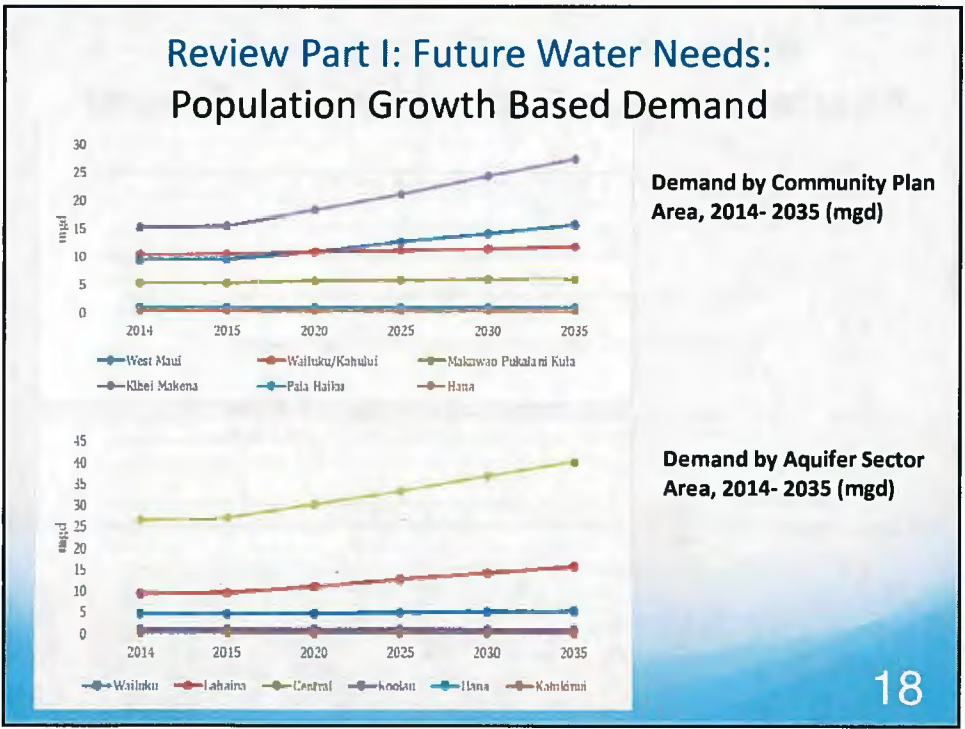 Review Part I: Future Water Needs:
Population Growth Based Demand
30
25
20
15
10
5
0
mgd
2014 2015 2020 2025 2030 2035
West Maui Wailuku/Kahului Makawao Pukalani Kula
Kihei Makena Paia Haiku Hana
Demand by Community Plan
Area, 2014- 2035 (mgd)
45
40
35
30
25
20
15
10
5
0
mgd
2014 2015 2020 2025 2030 2035
Wailuku Lahaina Central Koolau Hana Kahikinui
Demand by Aquifer Sector
Area, 2014- 2035 (mgd)
18